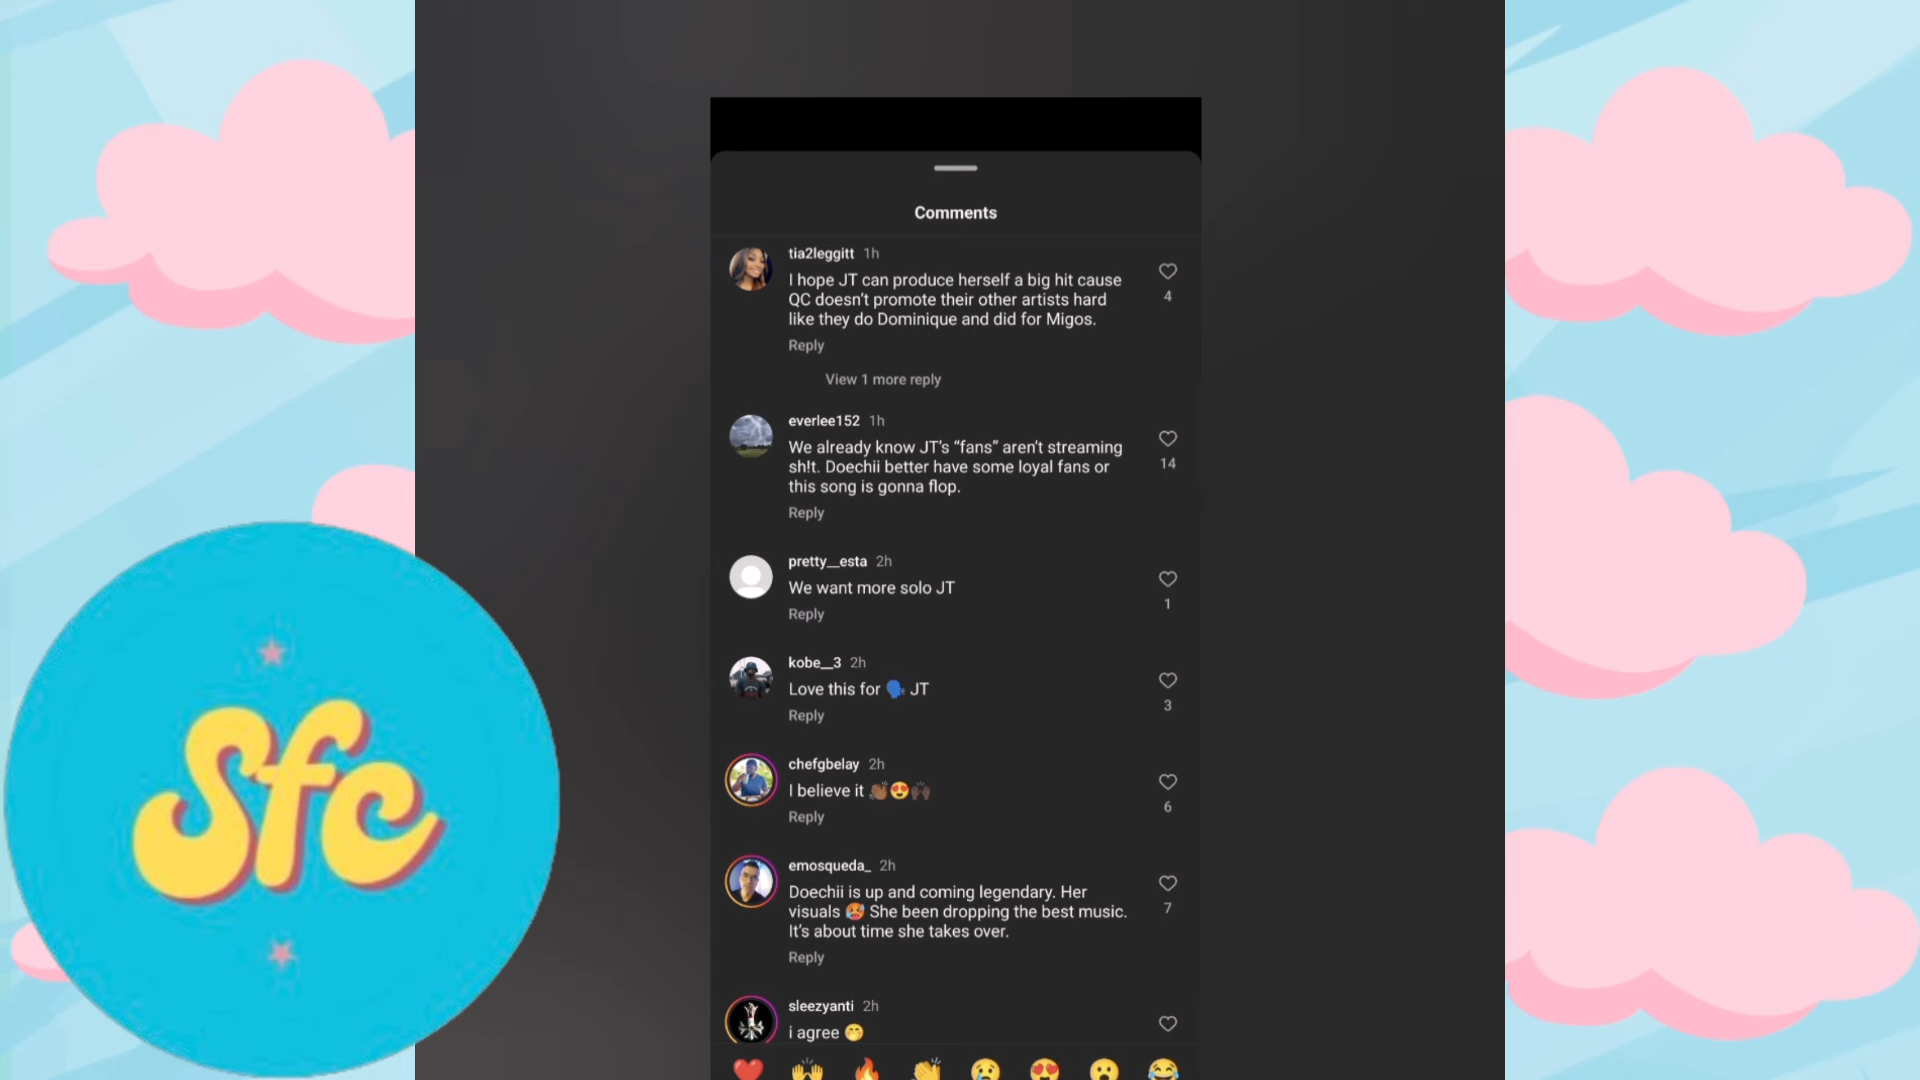 Comments
tia2leggitt 1h
I hope JT can produce herself a big hit cause
QC doesn't promote their other artists hard
like they do Dominique and did for Migos.
4
Reply
View 1 more reply
everlee152 1h
We already know JT's “fans” aren't streaming
sh!t. Doechii better have some loyal fans or
this song is gonna flop.
14
Reply
pretty__esta 2h
We want more solo JT
1
Reply
kobe__3 2h
Love this for 🗣️ JT
3
Reply
chefgbelay 2h
I believe it 👏🏾😍🙌🏾
6
Reply
emosqueda_ 2h
Doechii is up and coming legendary. Her
visuals 🥵 She been dropping the best music.
It's about time she takes over.
7
Reply
sleezyanti 2h
i agree 🤭
❤️ 🙌 🔥 👏 😢 😍 😮 😂
Sfc